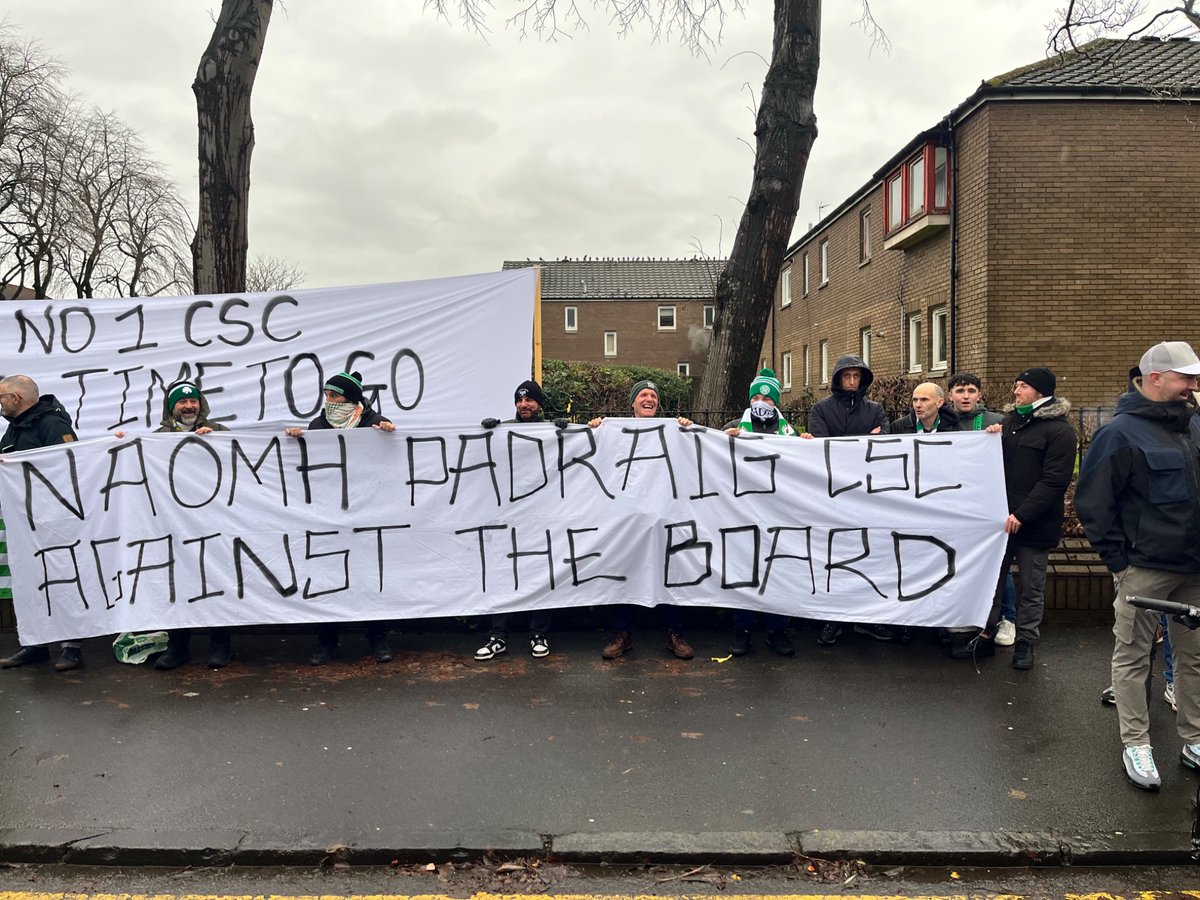 NO 1 CSC
TIME TO GO
NAOMH PADRAIG CSC
AGAINST THE BOARD